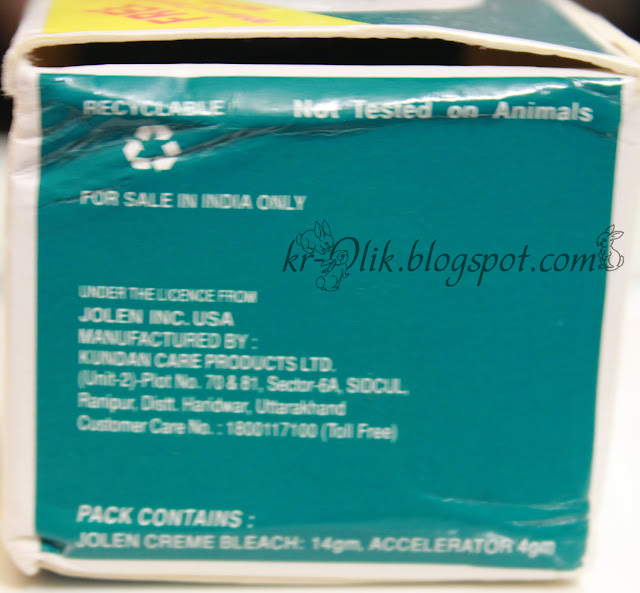 FREE
RECYCLABLE Not Tested on Animals
FOR SALE IN INDIA ONLY
kr-Olik.blogspot.com
UNDER THE LICENCE FROM
JOLEN INC. USA
MANUFACTURED BY :
KUNDAN CARE PRODUCTS LTD.
(Unit-2)-Plot No. 70 & 81, Sector-6A, SIDCUL,
Ranipur, Distt. Haridwar, Uttarakhand
Customer Care No. : 1800117100 (Toll Free)
PACK CONTAINS :
JOLEN CREME BLEACH: 14gm, ACCELERATOR 4gm